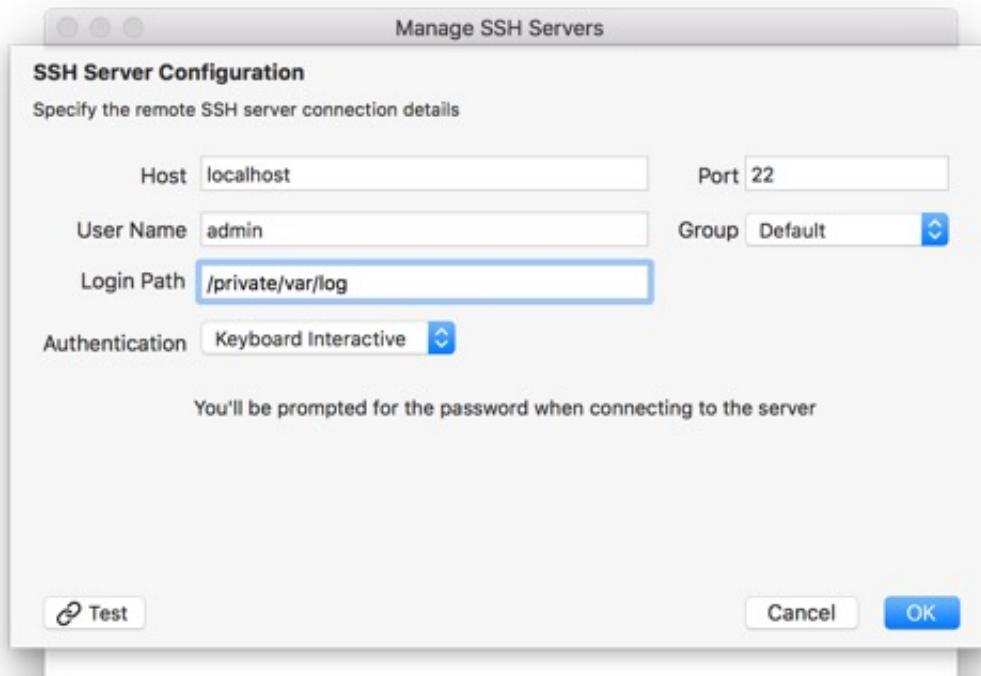 Manage SSH Servers
SSH Server Configuration
Specify the remote SSH server connection details
Host localhost Port 22
User Name admin Group Default
Login Path /private/var/log
Authentication Keyboard Interactive
You'll be prompted for the password when connecting to the server
Test Cancel OK